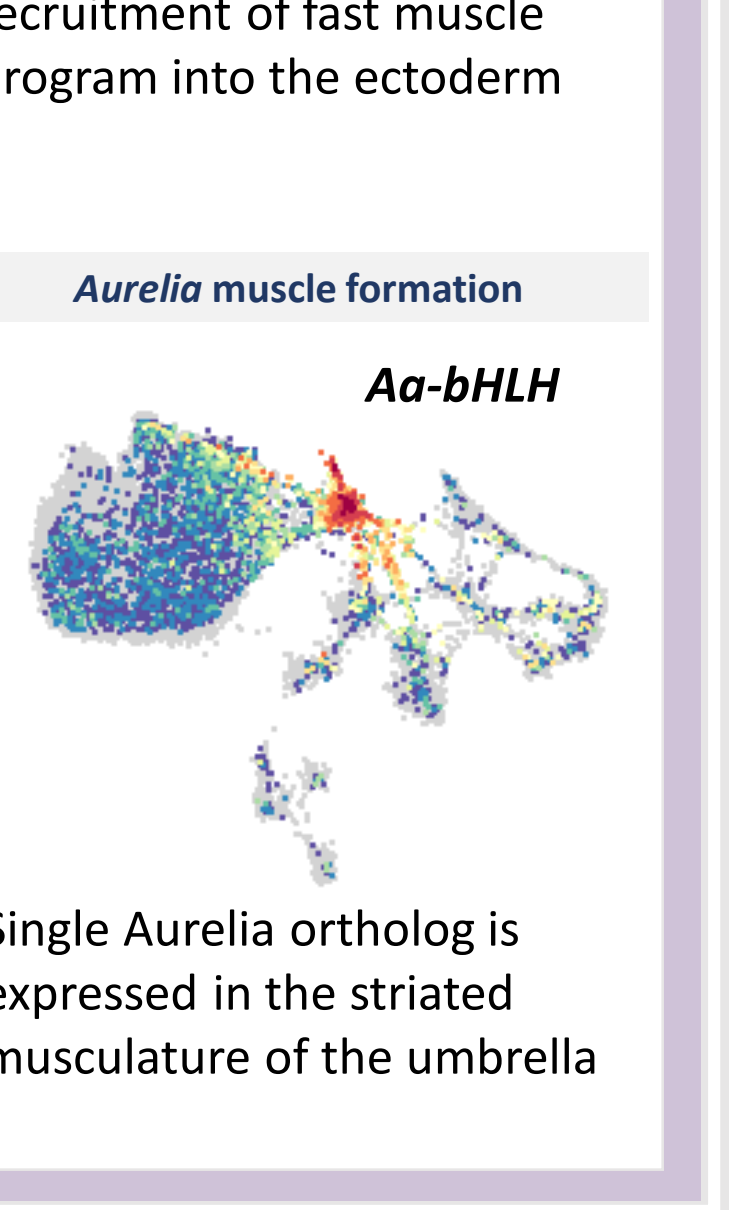 ecruitment of fast muscle
rogram into the ectoderm
Aurelia muscle formation
Aa-bHLH
Single Aurelia ortholog is
expressed in the striated
musculature of the umbrella